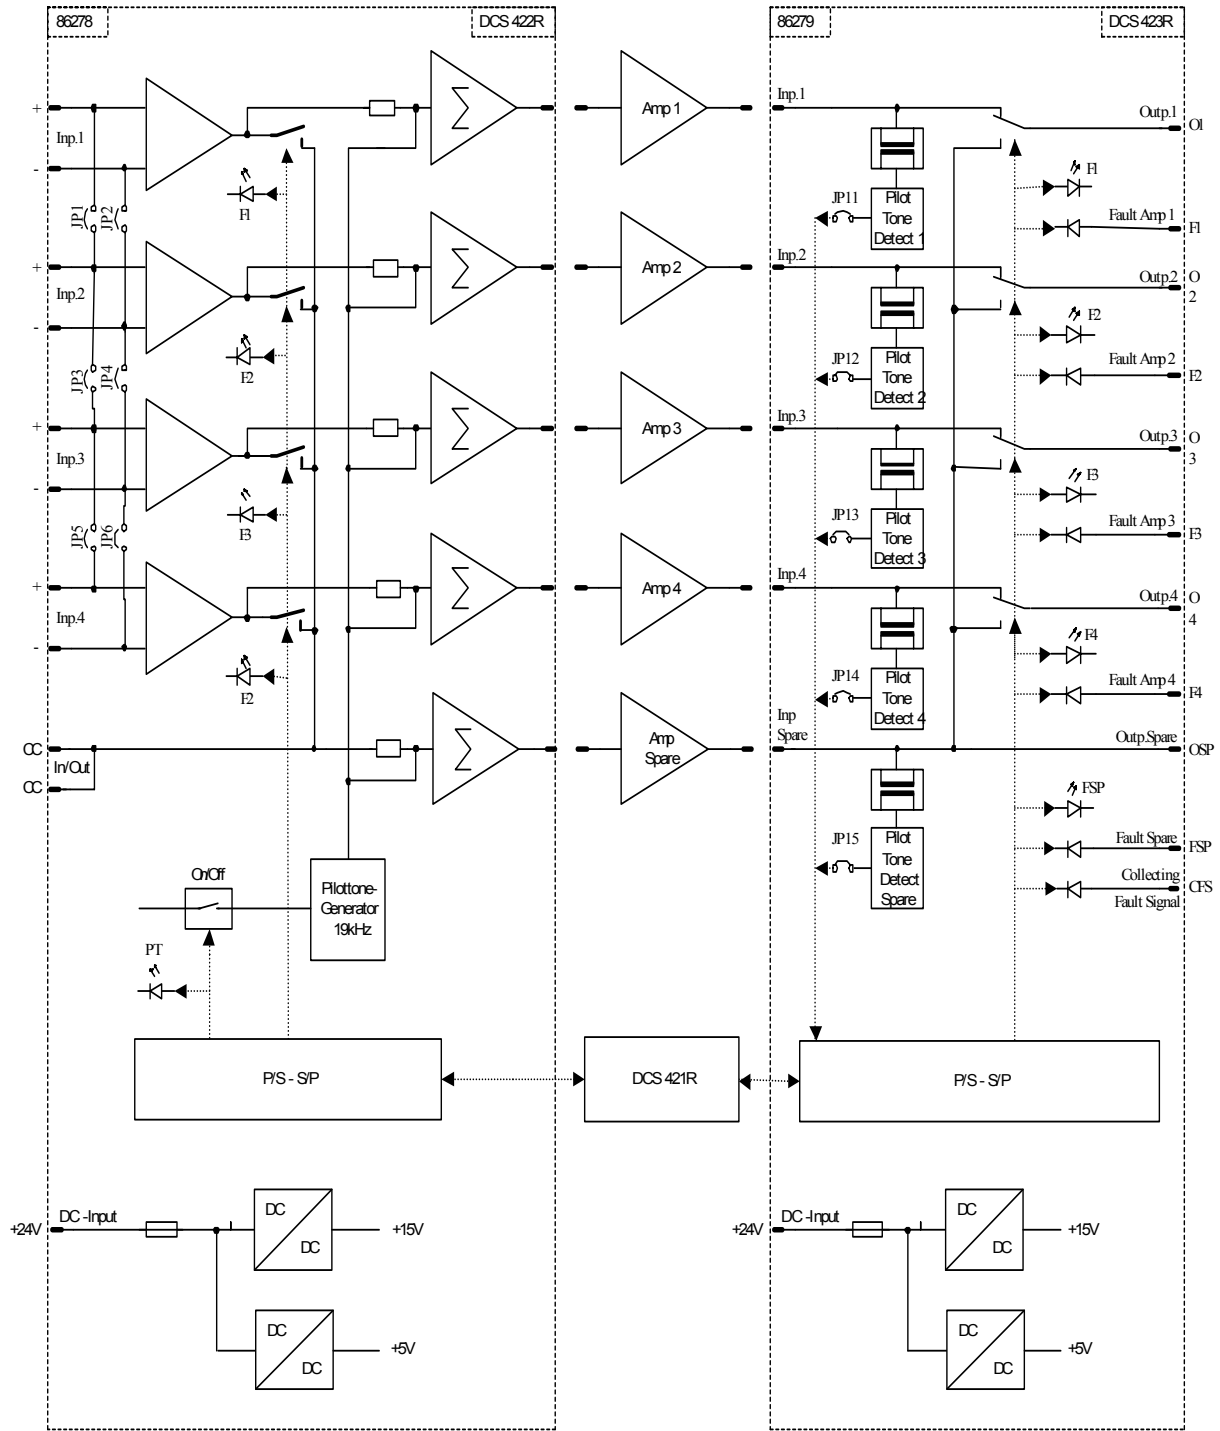 86278
DCS 422R
86279
DCS 423R
+
Inp.1
-
Amp 1
Inp.1
Outp.1
O1
F1
JP1
JP2
JP11
Pilot
Tone
Detect 1
F1
Fault Amp 1
F1
+
Inp.2
-
Amp 2
Inp.2
Outp.2
O
2
F2
JP3
JP4
JP12
Pilot
Tone
Detect 2
F2
Fault Amp 2
F2
+
Inp.3
-
Amp 3
Inp.3
Outp.3
O
3
F3
JP5
JP6
JP13
Pilot
Tone
Detect 3
F3
Fault Amp 3
F3
+
Inp.4
-
Amp 4
Inp.4
Outp.4
O
4
F2
JP14
Pilot
Tone
Detect 4
F4
Fault Amp 4
F4
CC
In/Out
CC
Amp
Spare
Inp
Spare
Outp.Spare
OSP
JP15
Pilot
Tone
Detect
Spare
FSP
Fault Spare
FSP
Collecting
CFS
Fault Signal
On/Off
Pilottone-
Generator
19kHz
PT
P/S - S/P
DCS 421R
P/S - S/P
+24V
DC -Input
DC
DC
+15V
DC
DC
+5V
+24V
DC -Input
DC
DC
+15V
DC
DC
+5V
Σ
Σ
Σ
Σ
Σ